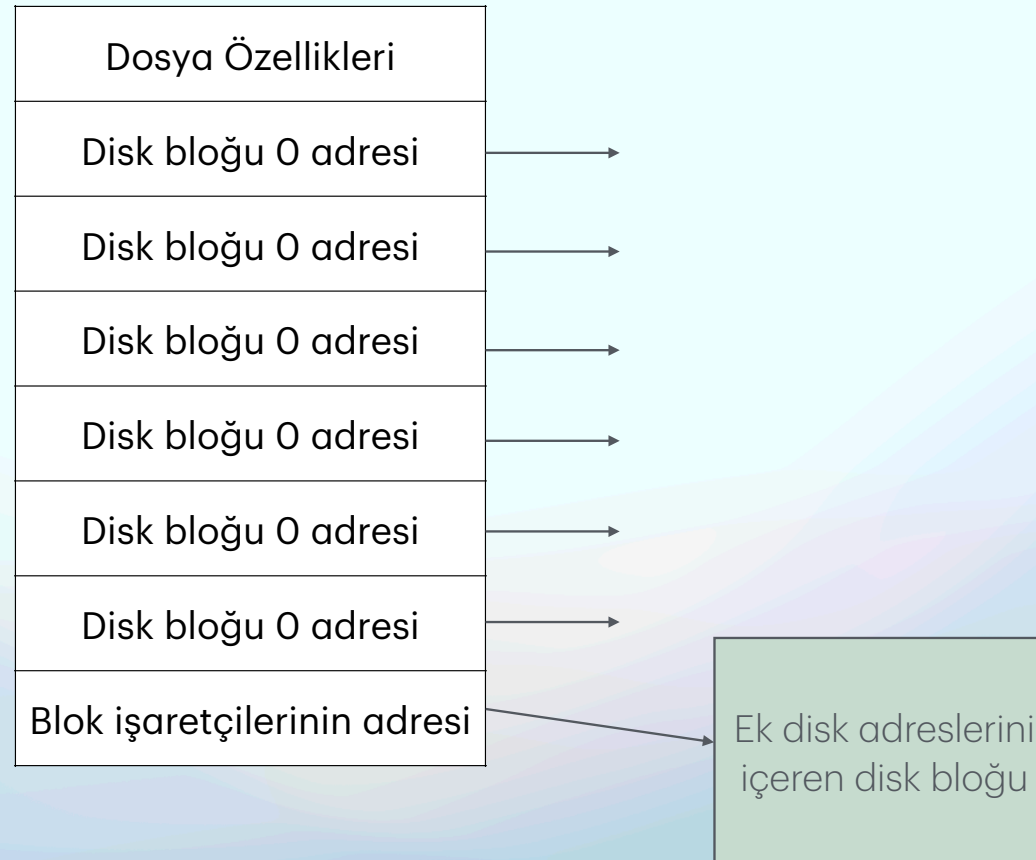 Dosya Özellikleri
Disk bloğu 0 adresi
Disk bloğu 0 adresi
Disk bloğu 0 adresi
Disk bloğu 0 adresi
Disk bloğu 0 adresi
Disk bloğu 0 adresi
Blok işaretçilerinin adresi
Ek disk adreslerini
içeren disk bloğu